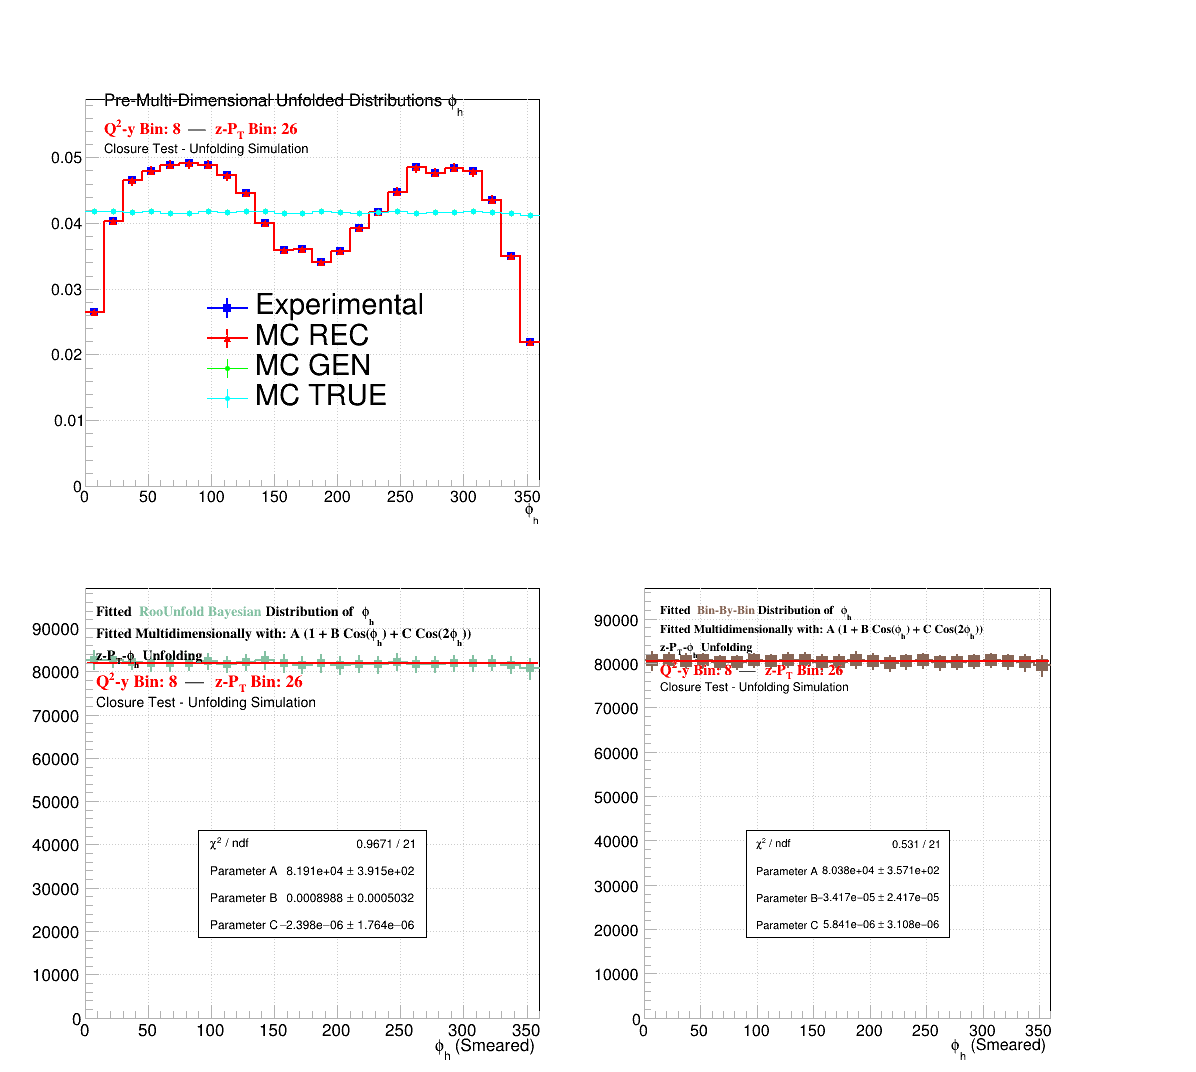 Pre-Multi-Dimensional Unfolded Distributions ϕh
Q²-y Bin: 8 — z-PT Bin: 26
Closure Test - Unfolding Simulation
0.05
0.04
0.03
0.02
0.01
0
Experimental
MC REC
MC GEN
MC TRUE
0 50 100 150 200 250 300 350
ϕh
Fitted RooUnfold Bayesian Distribution of ϕh
Fitted Multidimensionally with: A (1 + B Cos(ϕh) + C Cos(2ϕh))
z-PT-ϕh Unfolding
Q²-y Bin: 8 — z-PT Bin: 26
Closure Test - Unfolding Simulation
90000
80000
70000
60000
50000
40000
30000
20000
10000
0
χ² / ndf 0.9671 / 21
Parameter A 8.191e+04 ± 3.915e+02
Parameter B 0.0008988 ± 0.0005032
Parameter C −2.398e−06 ± 1.764e−06
0 50 100 150 200 250 300 350
ϕh (Smeared)
Fitted Bin-By-Bin Distribution of ϕh
Fitted Multidimensionally with: A (1 + B Cos(ϕh) + C Cos(2ϕh))
z-PT-ϕh Unfolding
Q²-y Bin: 8 — z-PT Bin: 26
Closure Test - Unfolding Simulation
90000
80000
70000
60000
50000
40000
30000
20000
10000
0
χ² / ndf 0.531 / 21
Parameter A 8.038e+04 ± 3.571e+02
Parameter B −3.417e−05 ± 2.417e−05
Parameter C 5.841e−06 ± 3.108e−06
0 50 100 150 200 250 300 350
ϕh (Smeared)